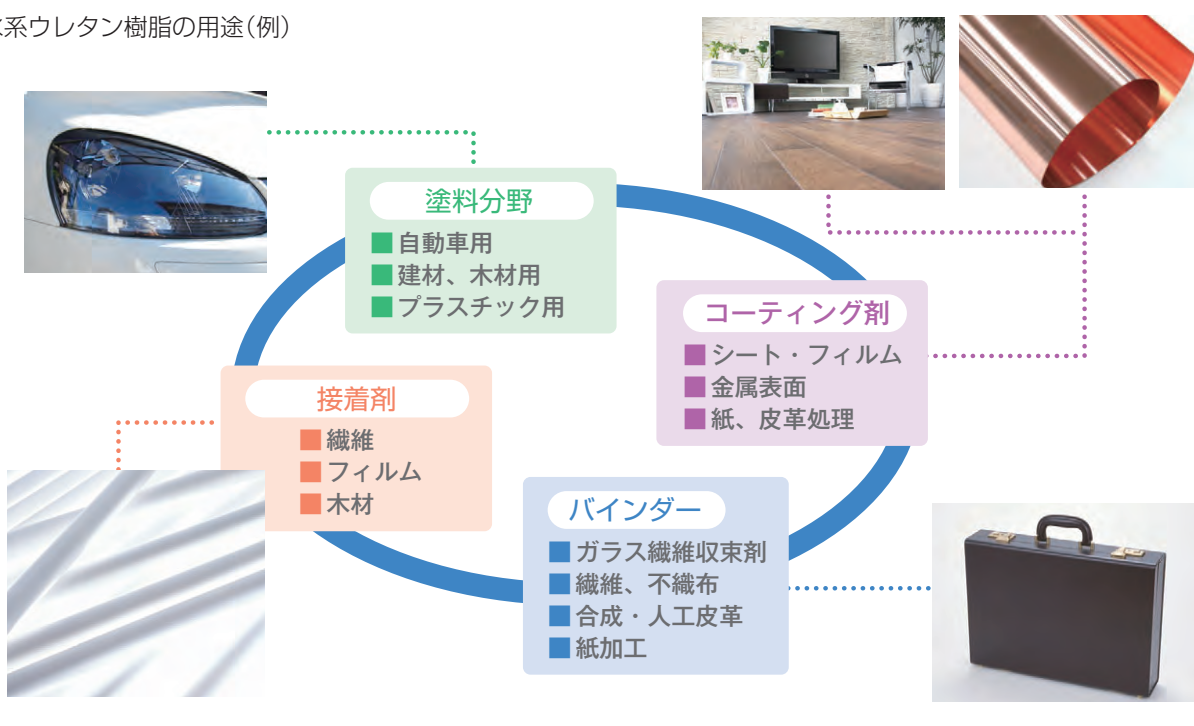 系ウレタン樹脂の用途（例）
塗料分野
■自動車用
■建材、木材用
■プラスチック用
コーティング剤
■シート・フィルム
■金属表面
■紙、皮革処理
接着剤
■繊維
■フィルム
■木材
バインダー
■ガラス繊維収束剤
■繊維、不織布
■合成・人工皮革
■紙加工